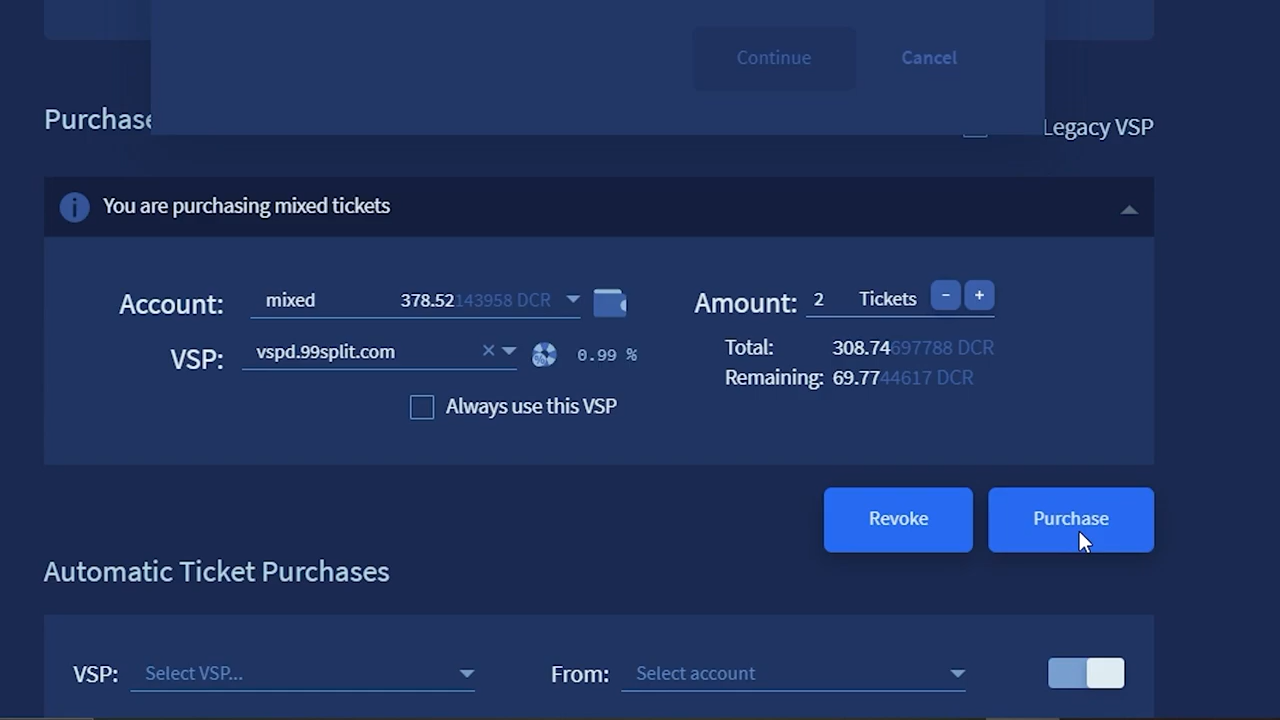 Continue Cancel
Purchase Legacy VSP
You are purchasing mixed tickets
Account: mixed 378.52143958 DCR Amount: 2 Tickets - +
VSP: vspd.99split.com 0.99 % Total: 308.74697788 DCR
Remaining: 69.7744617 DCR
Always use this VSP
Revoke Purchase
Automatic Ticket Purchases
VSP: Select VSP... From: Select account